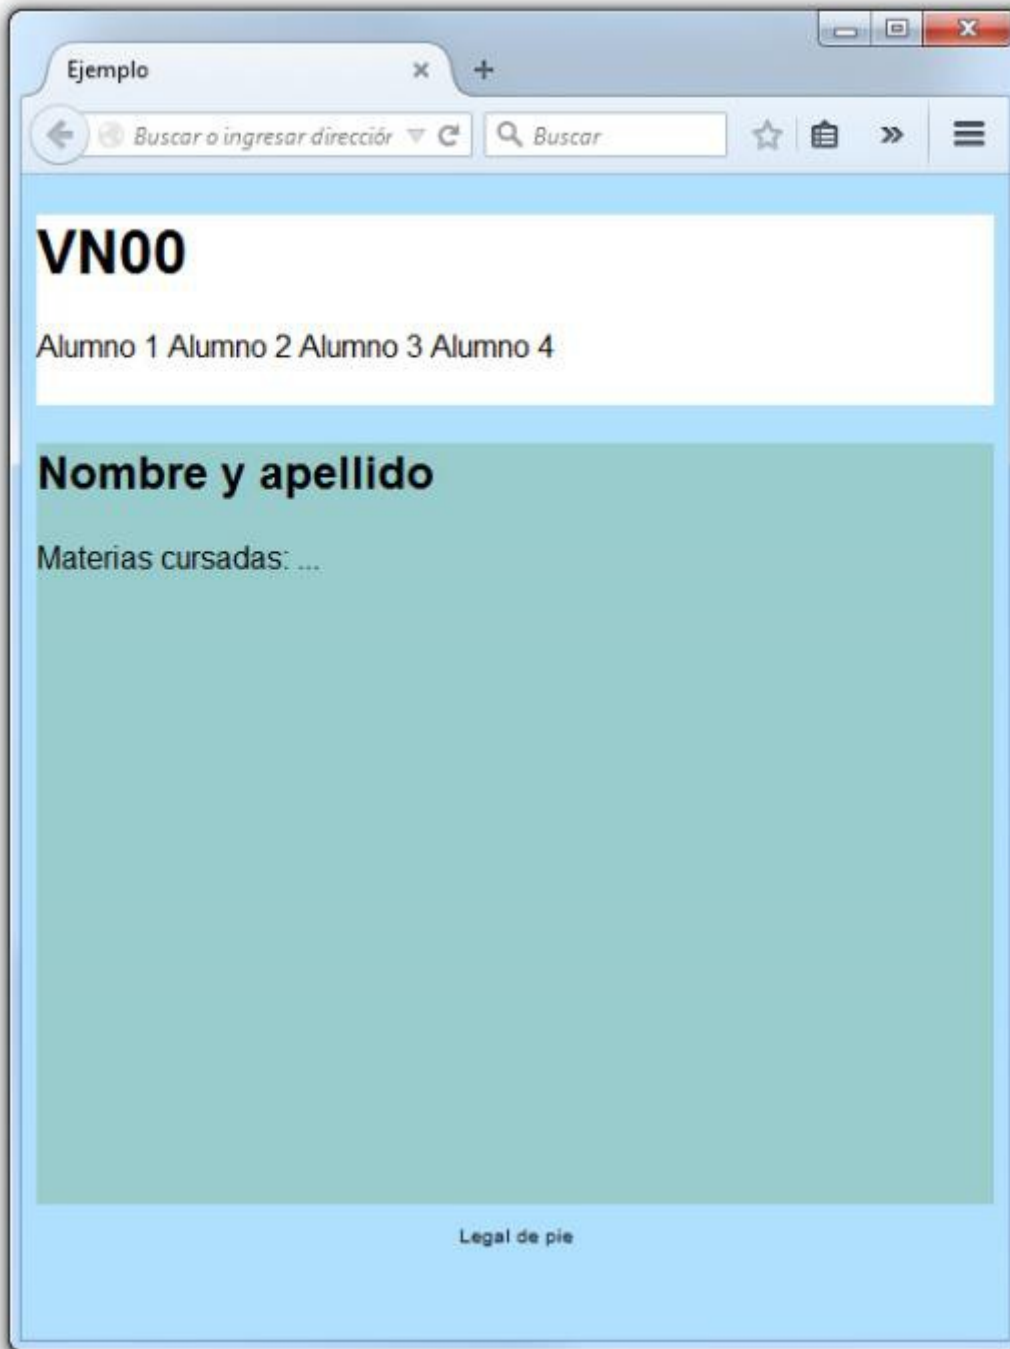 Ejemplo
Buscar o ingresar direcciór
Buscar
VN00
Alumno 1 Alumno 2 Alumno 3 Alumno 4
Nombre y apellido
Materias cursadas: ...
Legal de pie